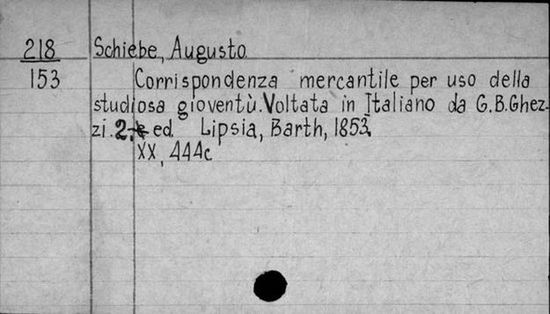 218 Schiebe, Augusto
153 Corrispondenza mercantile per uso della
studiosa gioventù. Voltata in Italiano da G.B.Ghez-
zi. 2-e ed Lipsia, Barth, 1853.
XX, 444c